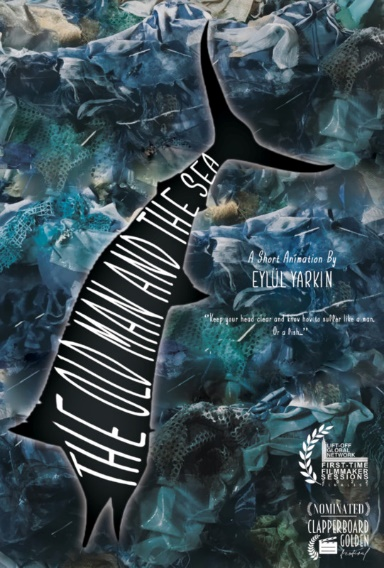 THE OLD MAN AND THE SEA
A Short Animation By
EYLÜL YARKIN
"Keep your head clear and know how to suffer like a man.
Or a fish..."
LIFT-OFF
GLOBAL
NETWORK
FIRST-TIME
FILMMAKER
SESSIONS
NOMINATED
CLAPPERBOARD
GOLDEN
Festival